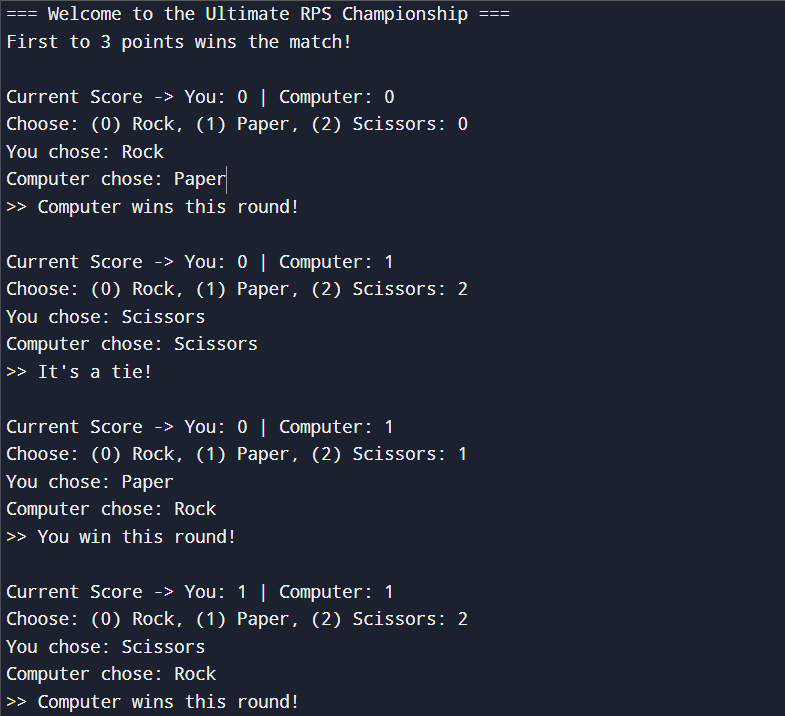 === Welcome to the Ultimate RPS Championship ===
First to 3 points wins the match!
Current Score -> You: 0 | Computer: 0
Choose: (0) Rock, (1) Paper, (2) Scissors: 0
You chose: Rock
Computer chose: Paper
>> Computer wins this round!
Current Score -> You: 0 | Computer: 1
Choose: (0) Rock, (1) Paper, (2) Scissors: 2
You chose: Scissors
Computer chose: Scissors
>> It's a tie!
Current Score -> You: 0 | Computer: 1
Choose: (0) Rock, (1) Paper, (2) Scissors: 1
You chose: Paper
Computer chose: Rock
>> You win this round!
Current Score -> You: 1 | Computer: 1
Choose: (0) Rock, (1) Paper, (2) Scissors: 2
You chose: Scissors
Computer chose: Rock
>> Computer wins this round!